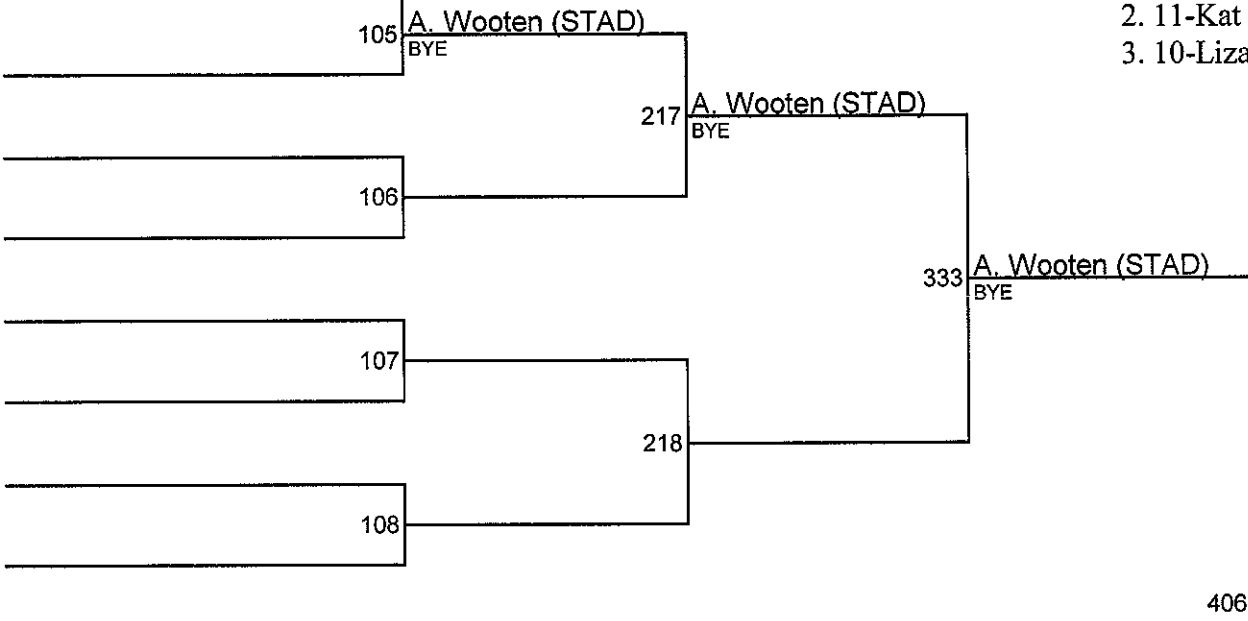 2. 11-Kat
3. 10-Liza
105 A. Wooten (STAD)
BYE
217 A. Wooten (STAD)
BYE
106
333 A. Wooten (STAD)
BYE
107
218
108
406